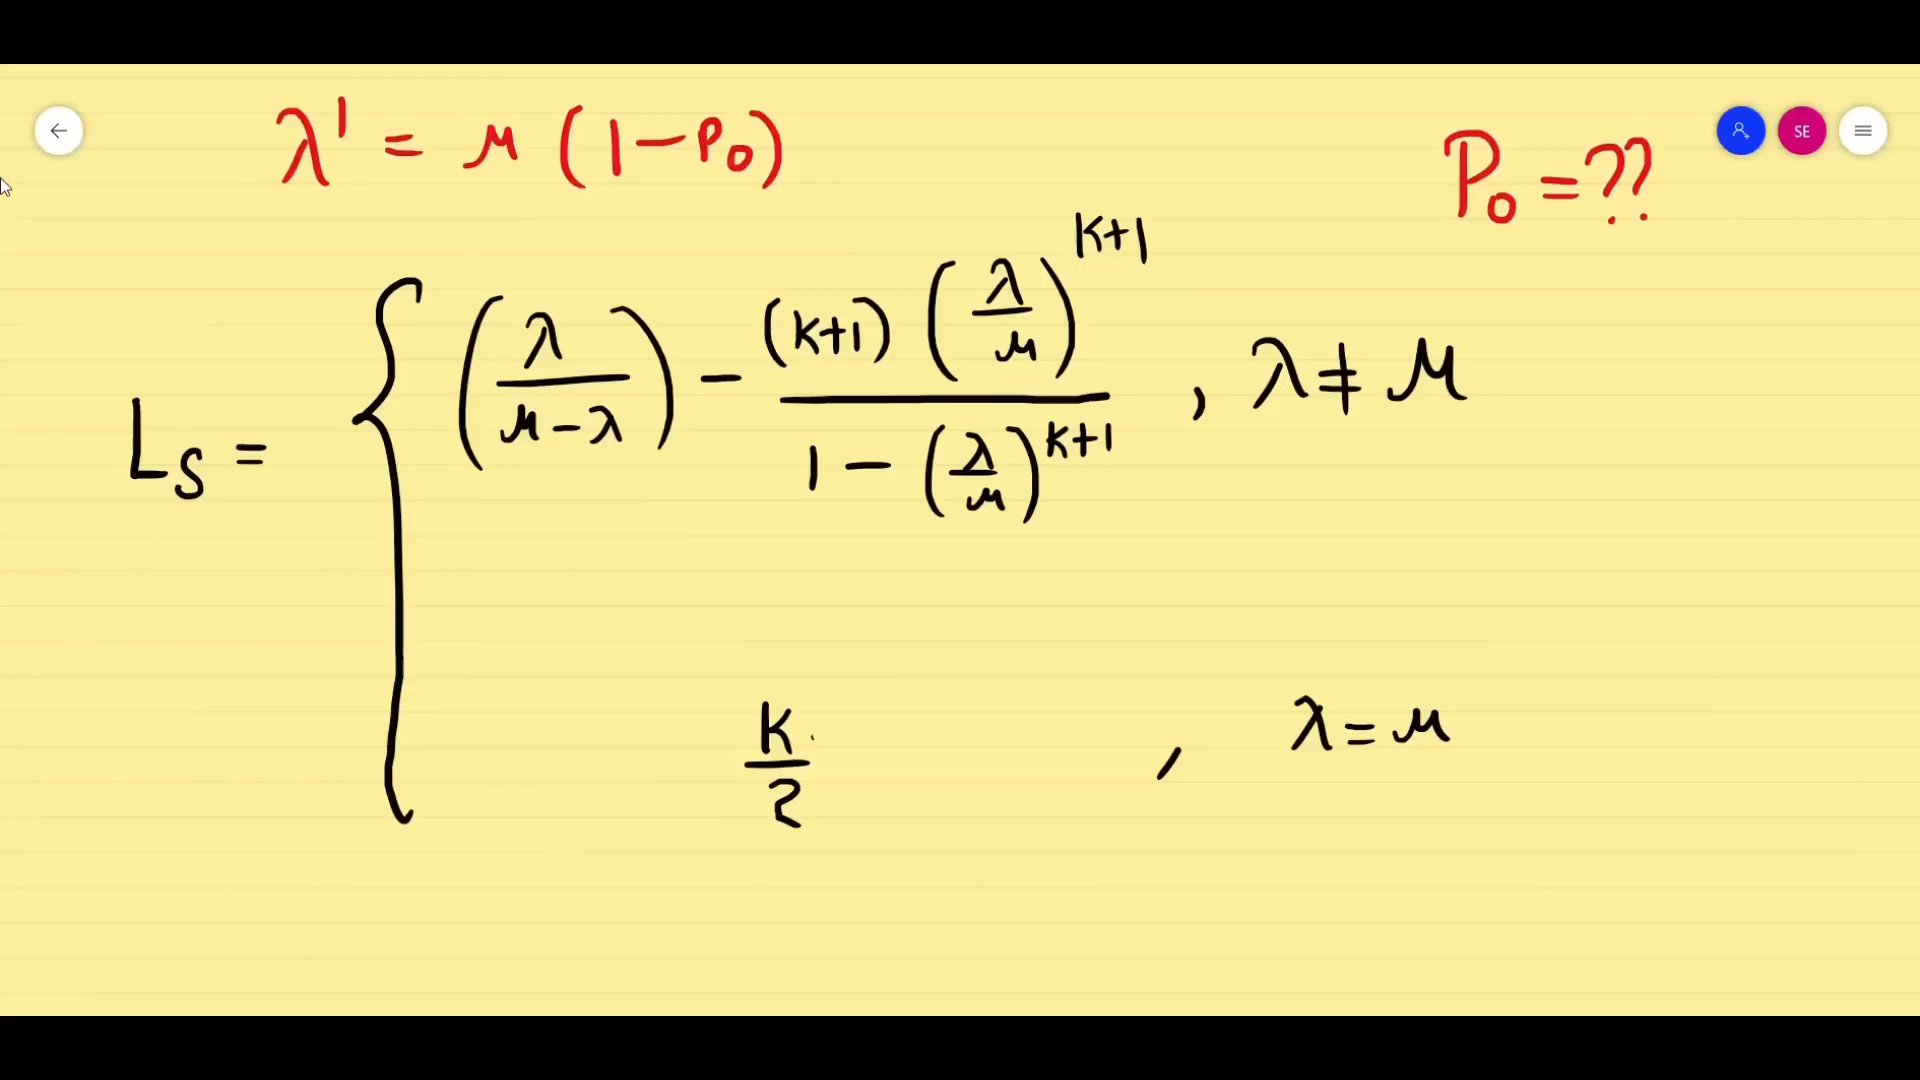 λ' = μ (1-P₀)
P₀ = ??
SE
Ls = { (λ/(μ-λ)) - ((k+1) (λ/μ)^(k+1))/(1 - (λ/μ)^(k+1)) , λ ≠ μ
k/2 , λ = μ